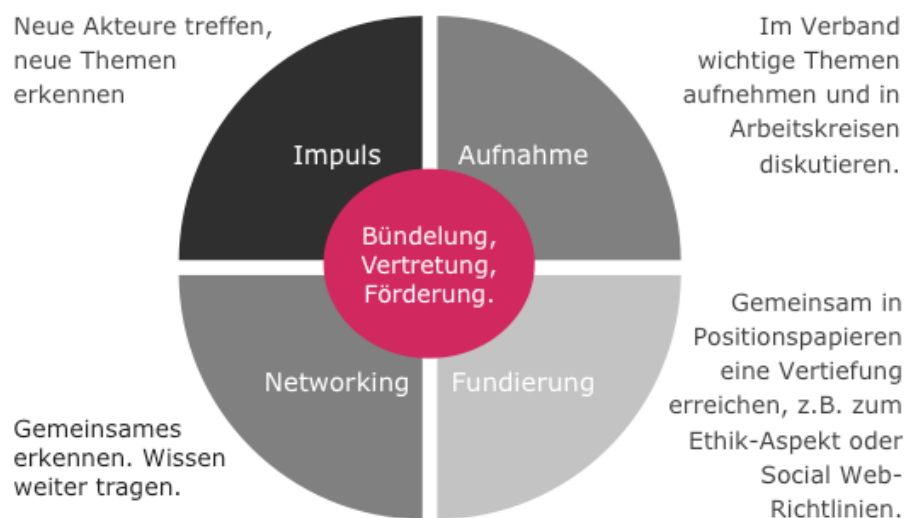 Neue Akteure treffen,
neue Themen
erkennen
Im Verband
wichtige Themen
aufnehmen und in
Arbeitskreisen
diskutieren.
Impuls
Aufnahme
Bündelung,
Vertretung,
Förderung.
Networking
Fundierung
Gemeinsames
erkennen. Wissen
weiter tragen.
Gemeinsam in
Positionspapieren
eine Vertiefung
erreichen, z.B. zum
Ethik-Aspekt oder
Social Web-
Richtlinien.